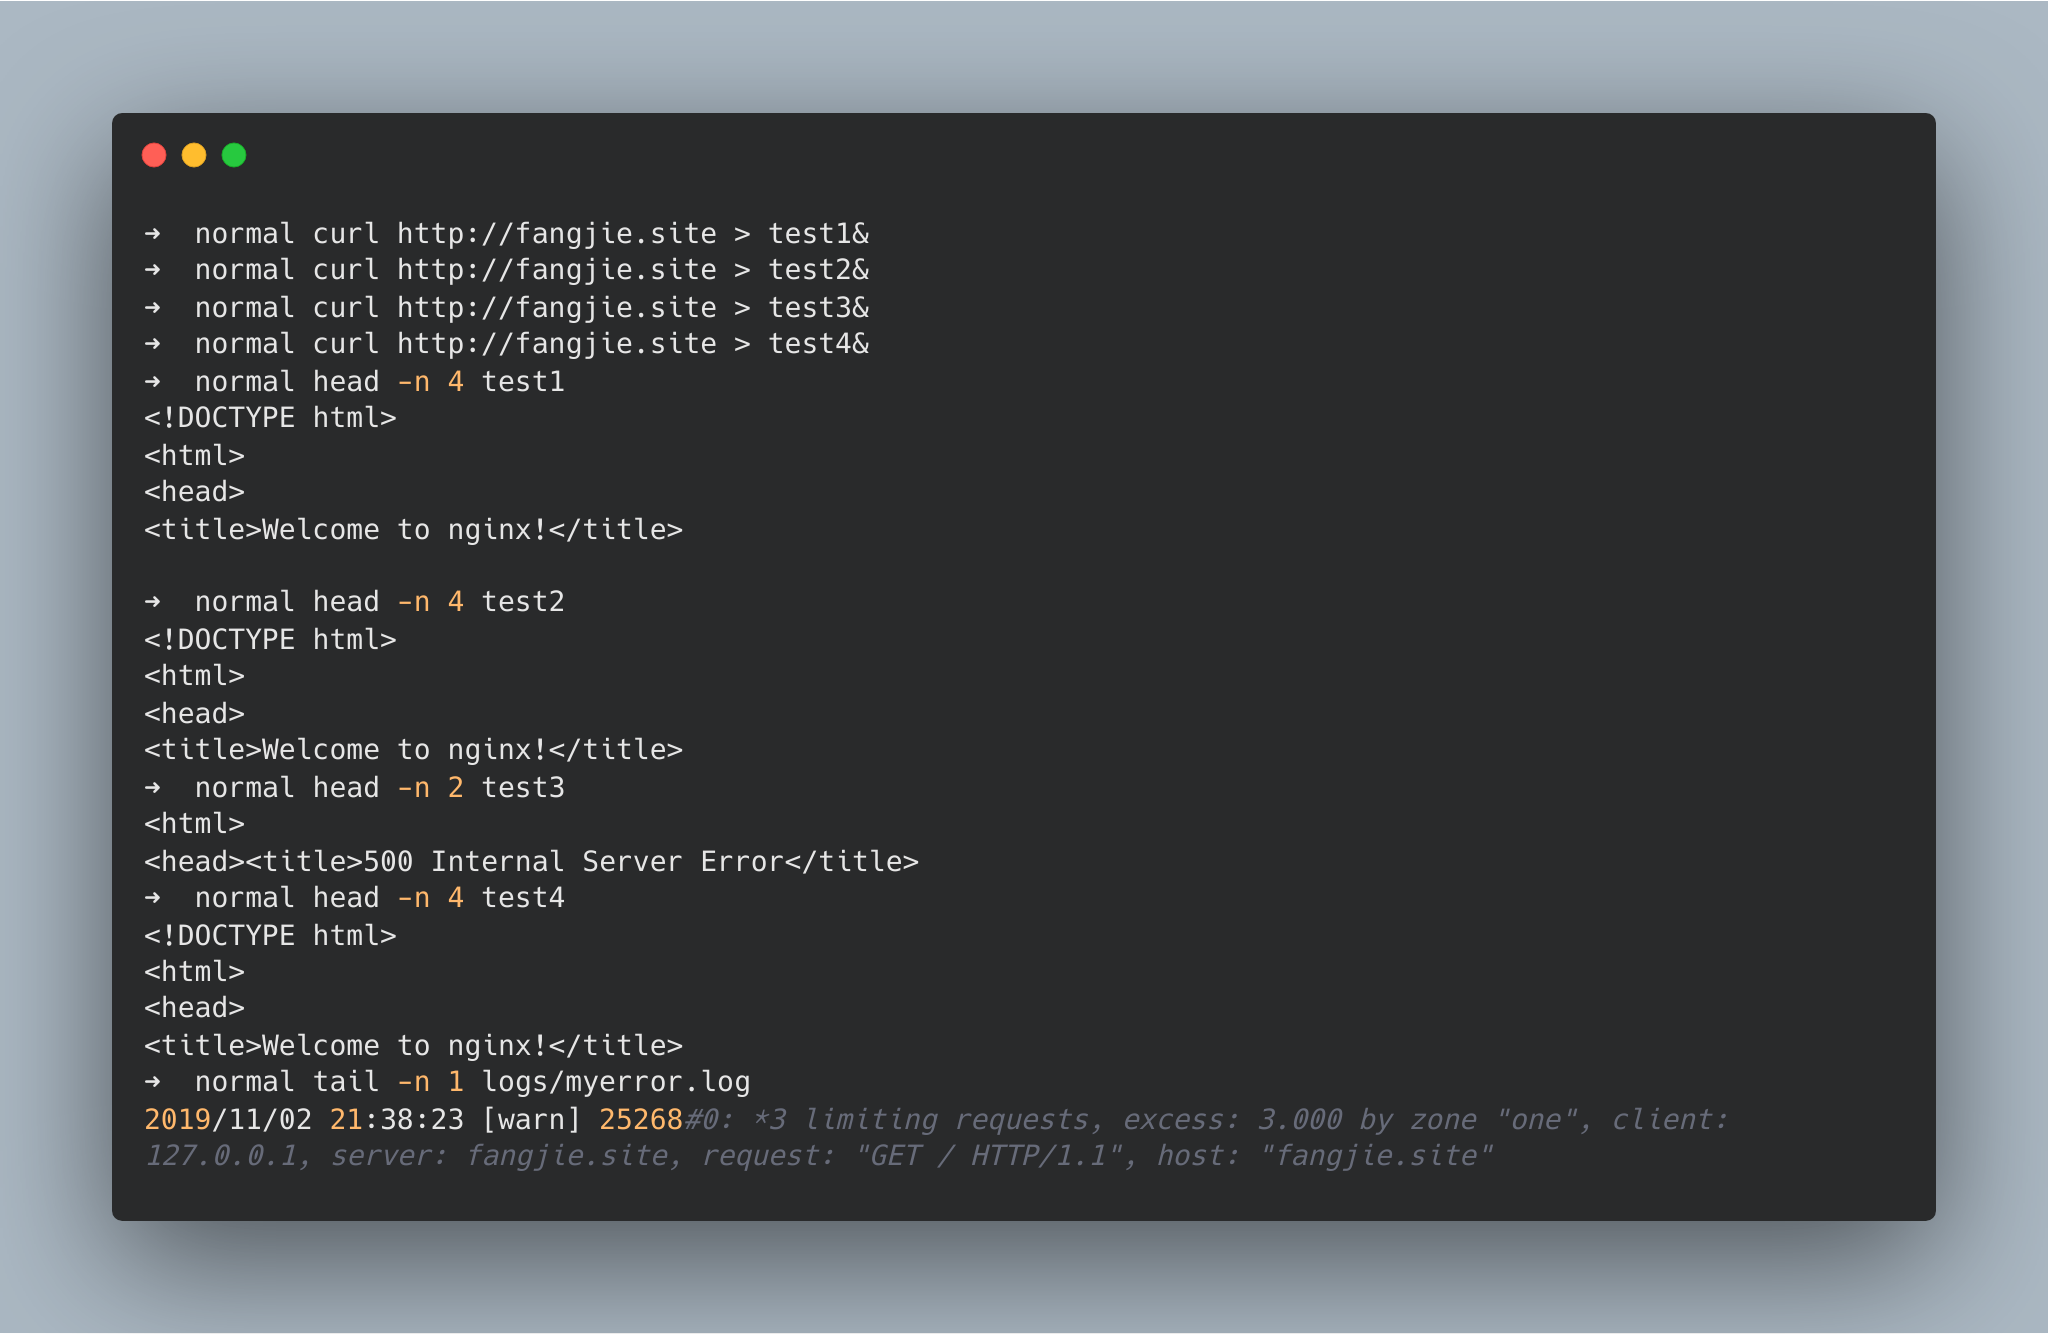 ➜  normal curl http://fangjie.site > test1&
➜  normal curl http://fangjie.site > test2&
➜  normal curl http://fangjie.site > test3&
➜  normal curl http://fangjie.site > test4&
➜  normal head -n 4 test1
<!DOCTYPE html>
<html>
<head>
<title>Welcome to nginx!</title>

➜  normal head -n 4 test2
<!DOCTYPE html>
<html>
<head>
<title>Welcome to nginx!</title>
➜  normal head -n 2 test3
<html>
<head><title>500 Internal Server Error</title>
➜  normal head -n 4 test4
<!DOCTYPE html>
<html>
<head>
<title>Welcome to nginx!</title>
➜  normal tail -n 1 logs/myerror.log
2019/11/02 21:38:23 [warn] 25268#0: *3 limiting requests, excess: 3.000 by zone "one", client:
127.0.0.1, server: fangjie.site, request: "GET / HTTP/1.1", host: "fangjie.site"